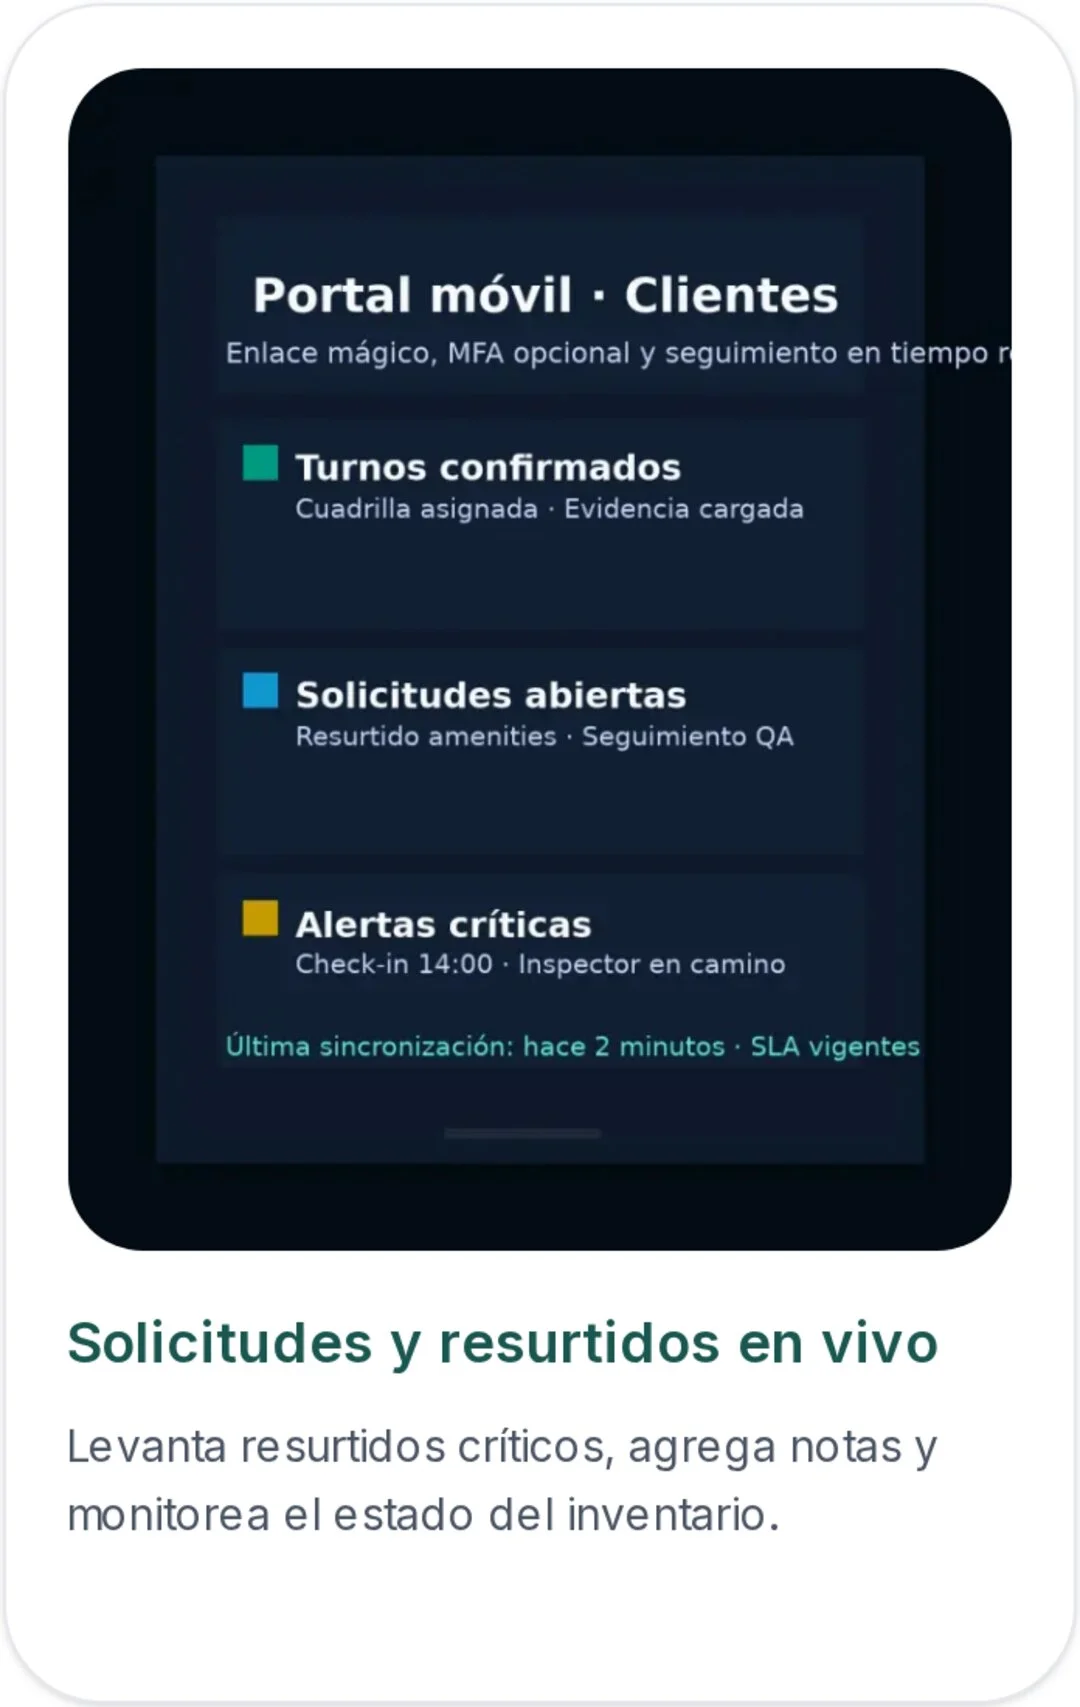 Portal móvil · Clientes
Enlace mágico, MFA opcional y seguimiento en tiempo
Turnos confirmados
Cuadrilla asignada · Evidencia cargada
Solicitudes abiertas
Resurtido amenities · Seguimiento QA
Alertas críticas
Check-in 14:00 · Inspector en camino
Última sincronización: hace 2 minutos · SLA vigentes
Solicitudes y resurtidos en vivo
Levanta resurtidos críticos, agrega notas y
monitorea el estado del inventario.